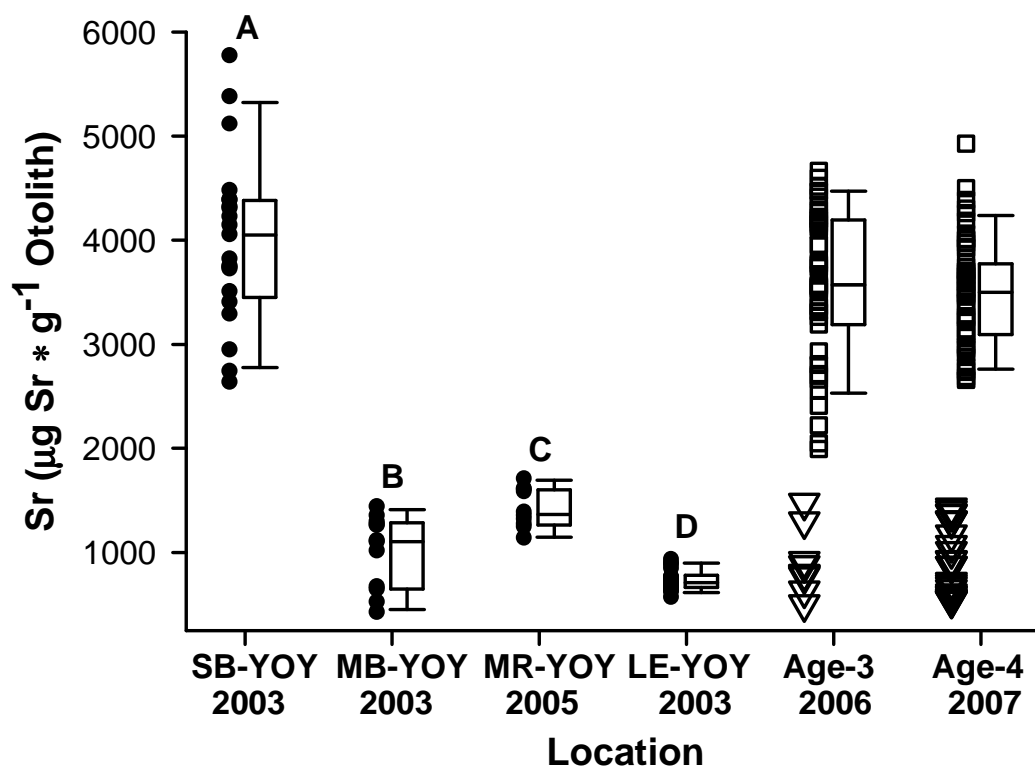 6000
5000
4000
3000
2000
1000
Sr (µg Sr * g⁻¹ Otolith)
A
B
C
D
SB-YOY MB-YOY MR-YOY LE-YOY Age-3 Age-4
2003 2003 2005 2003 2006 2007
Location